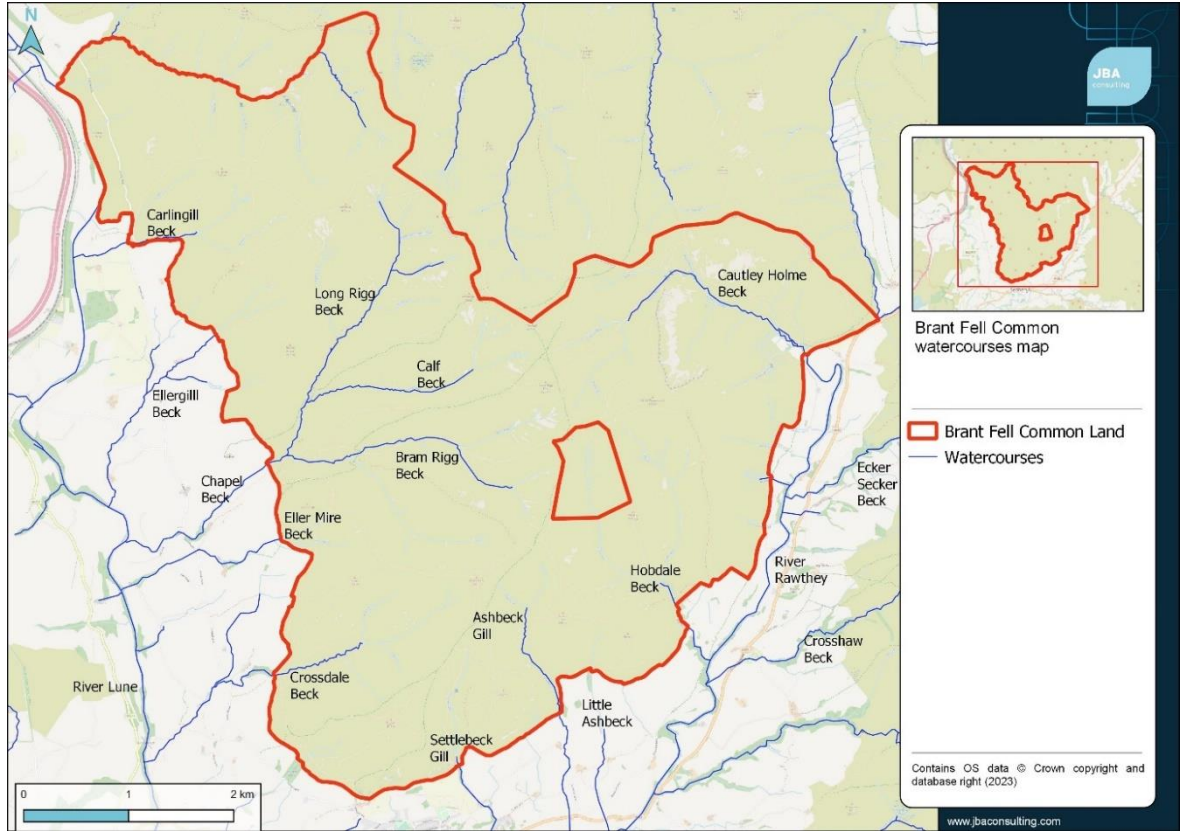 N
Carlingill
Beck
Long Rigg
Beck
Cautley Holme
Beck
Calf
Beck
Ellergill
Beck
Bram Rigg
Beck
Chapel
Beck
Ecker
Secker
Beck
Eller Mire
Beck
Hobdale
Beck
River
Rawthey
Ashbeck
Gill
Crosshaw
Beck
River Lune
Crossdale
Beck
Little
Ashbeck
Settlebeck
Gill
0 1 2 km
JBA
consulting
Brant Fell Common
watercourses map
Brant Fell Common Land
Watercourses
Contains OS data © Crown copyright and
database right (2023)
www.jbaconsulting.com